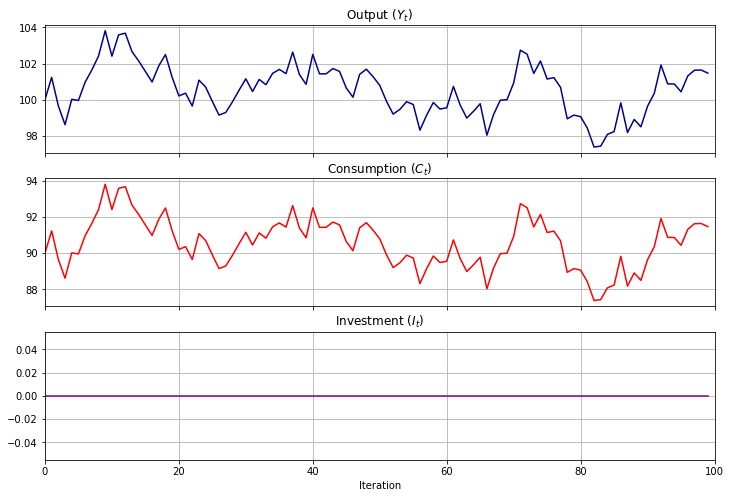 Output (Y_t)
104
102
100
98
Consumption (C_t)
94
92
90
88
Investment (I_t)
0.04
0.02
0.00
−0.02
−0.04
0 20 40 60 80 100
Iteration